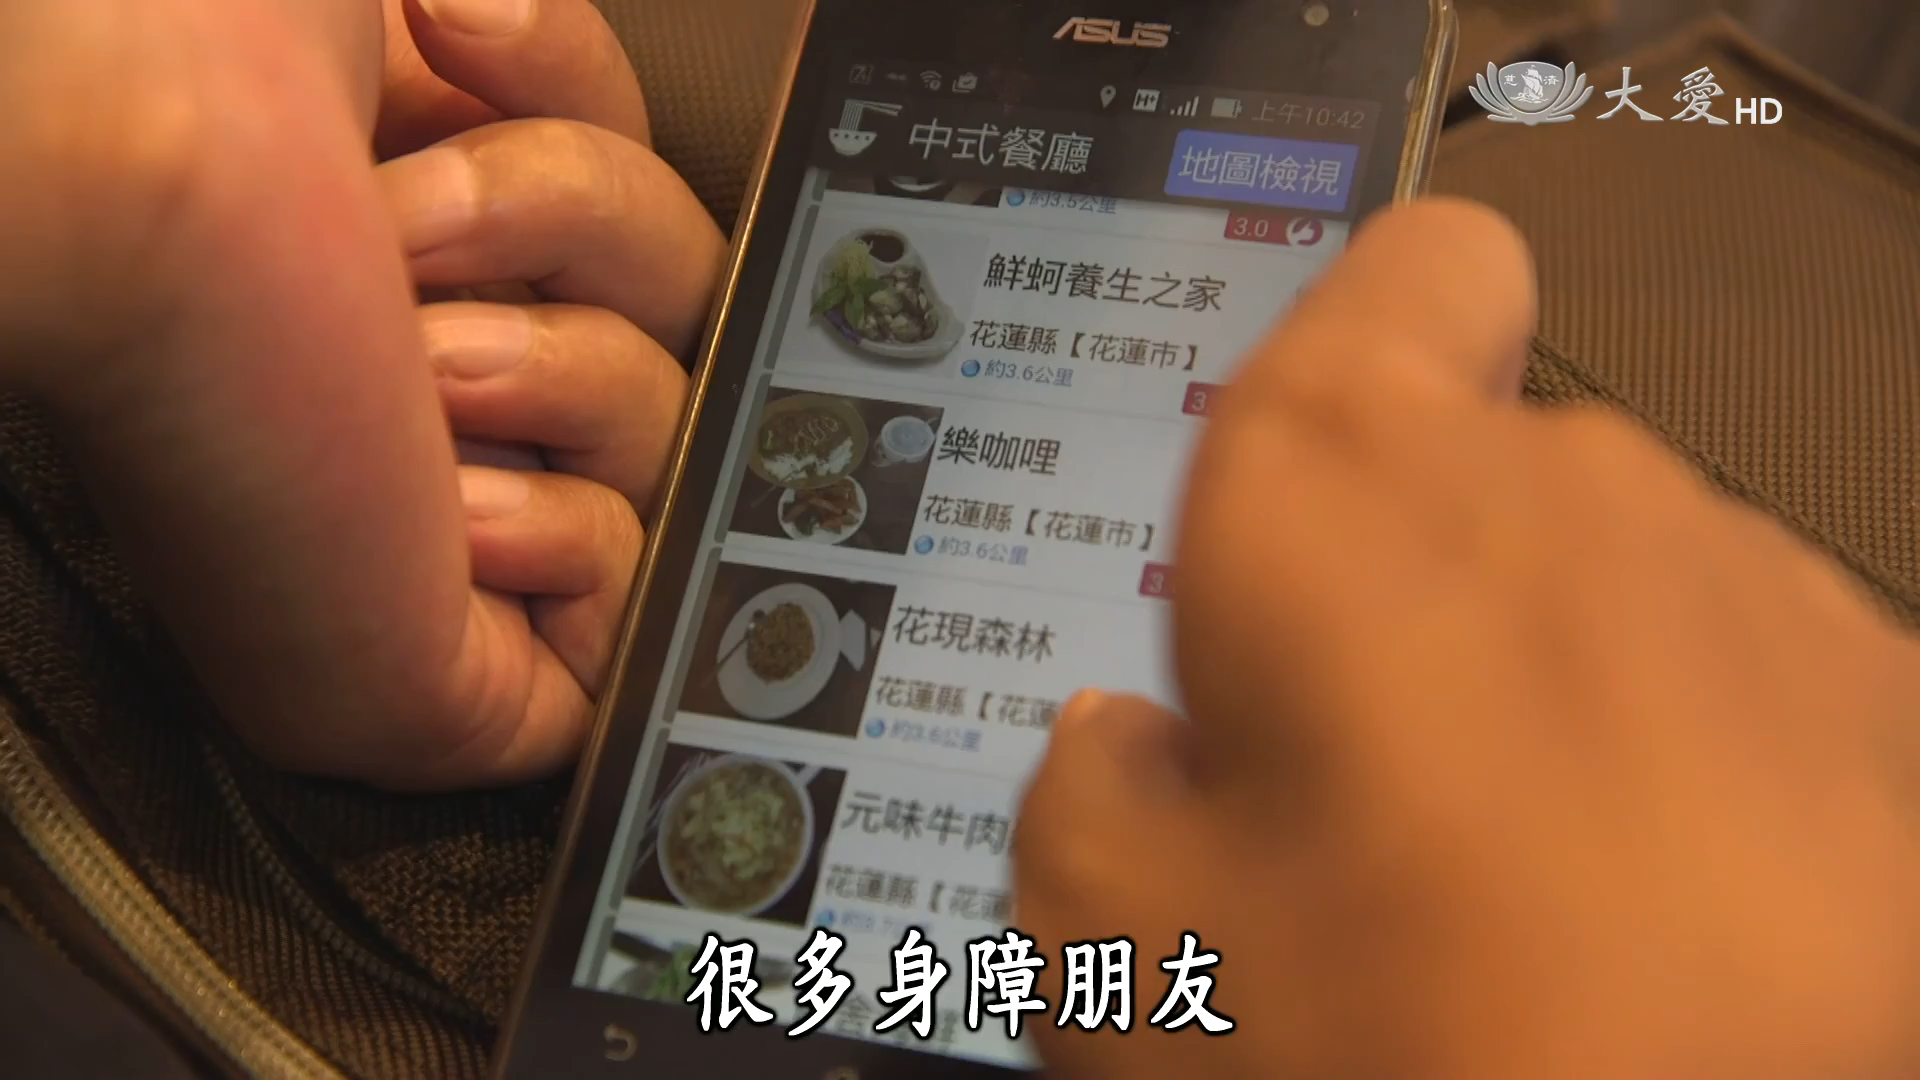 ASUS
大愛HD
上午10:42
中式餐廳
地圖檢視
約3.5公里
3.0
鮮蚵養生之家
花蓮縣【花蓮市】
約3.6公里
樂咖哩
花蓮縣【花蓮市】
約3.6公里
花現森林
花蓮縣【花蓮
約3.6公里
元味牛肉
花蓮縣【花蓮
很多身障朋友